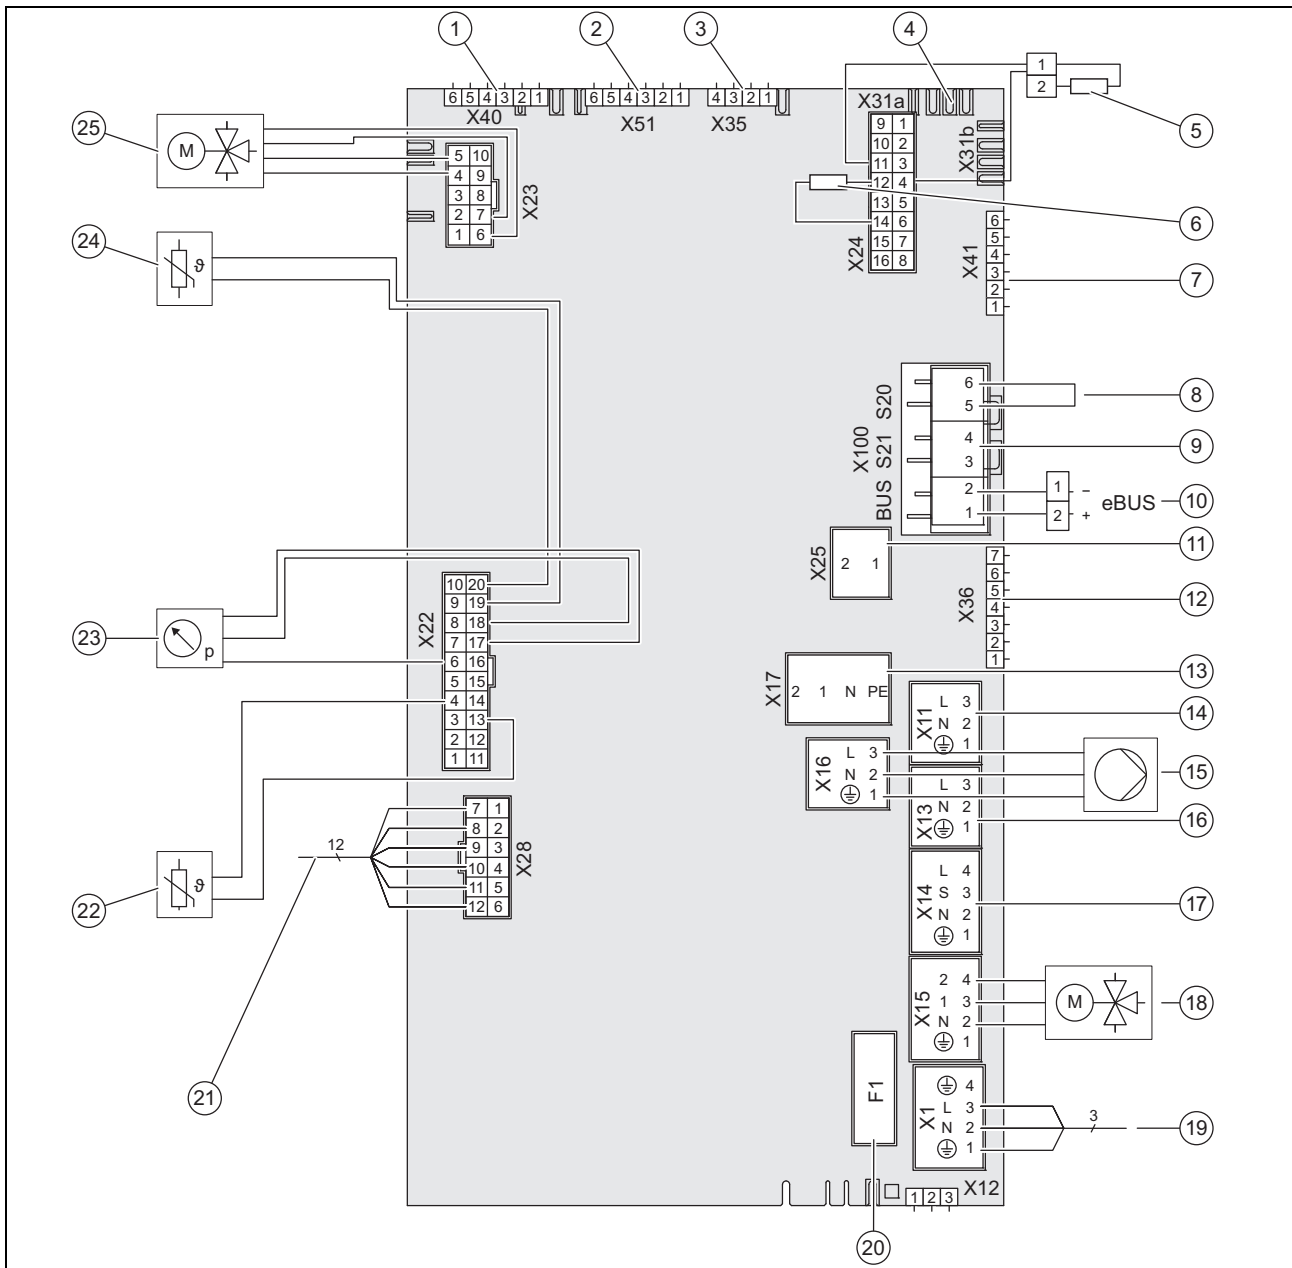 1 2 3 4
6 5 4 3 2 1
X40
6 5 4 3 2 1
X51
4 3 2 1
X35
X31a
1
2
5
25
M
5 10
4 9
3 8
2 7
1 6
X23
9 1
10 2
11 3
12 4
13 5
14 6
15 7
16 8
X24
X31b
6
24
ϑ
X41
6
5
4
3
2
1
7
X100
S20
S21
BUS
6
5
4
3
2
1
8
9
1 −
2 +
eBUS
10
X25
2 1
11
X36
7
6
5
4
3
2
1
12
23
p
X22
10 20
9 19
8 18
7 17
6 16
5 15
4 14
3 13
2 12
1 11
X17
2 1 N PE
13
X11
L 3
N 2
1
14
X16
L 3
N 2
1
15
X13
L 3
N 2
1
16
22
ϑ
12
7 1
8 2
9 3
10 4
11 5
12 6
X28
X14
L 4
S 3
N 2
1
17
X15
2 4
1 3
N 2
1
M
18
21
F1
X1
4
L 3
N 2
1
3
19
1 2 3
X12
20